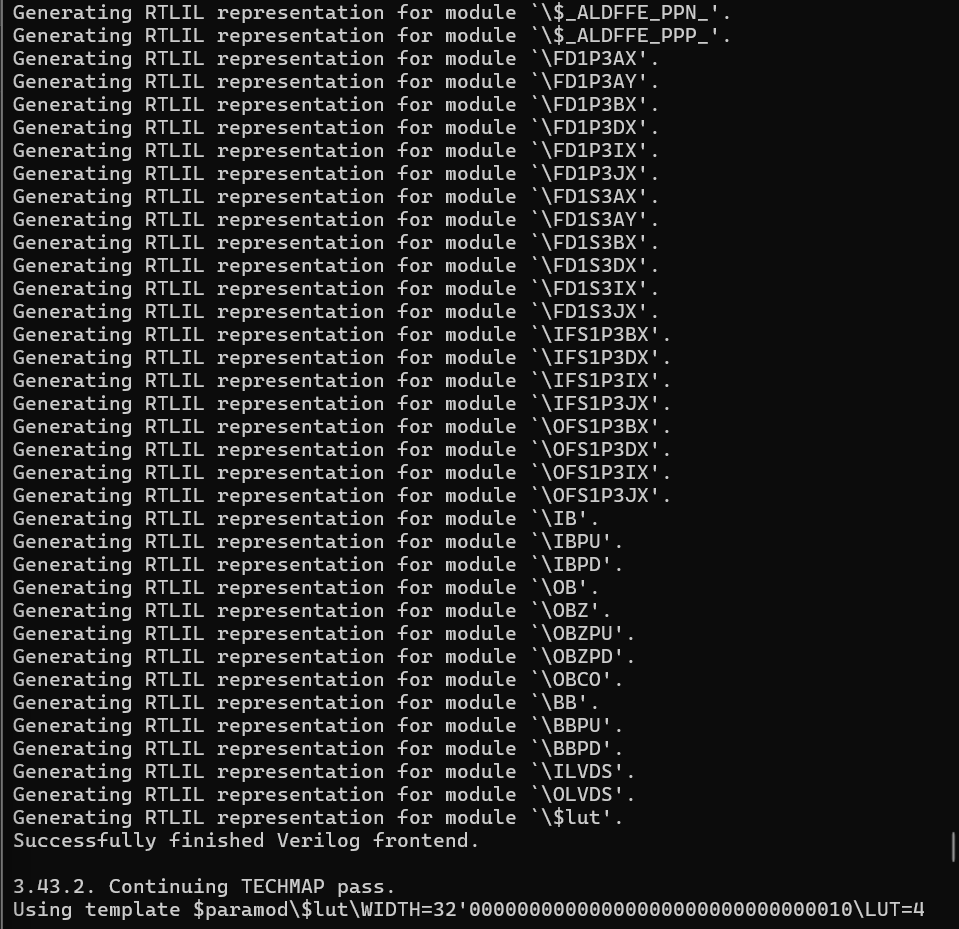 Generating RTLIL representation for module `\$_ALDFFE_PPN_'.
Generating RTLIL representation for module `\$_ALDFFE_PPP_'.
Generating RTLIL representation for module `\FD1P3AX'.
Generating RTLIL representation for module `\FD1P3AY'.
Generating RTLIL representation for module `\FD1P3BX'.
Generating RTLIL representation for module `\FD1P3DX'.
Generating RTLIL representation for module `\FD1P3IX'.
Generating RTLIL representation for module `\FD1P3JX'.
Generating RTLIL representation for module `\FD1S3AX'.
Generating RTLIL representation for module `\FD1S3AY'.
Generating RTLIL representation for module `\FD1S3BX'.
Generating RTLIL representation for module `\FD1S3DX'.
Generating RTLIL representation for module `\FD1S3IX'.
Generating RTLIL representation for module `\FD1S3JX'.
Generating RTLIL representation for module `\IFS1P3BX'.
Generating RTLIL representation for module `\IFS1P3DX'.
Generating RTLIL representation for module `\IFS1P3IX'.
Generating RTLIL representation for module `\IFS1P3JX'.
Generating RTLIL representation for module `\OFS1P3BX'.
Generating RTLIL representation for module `\OFS1P3DX'.
Generating RTLIL representation for module `\OFS1P3IX'.
Generating RTLIL representation for module `\OFS1P3JX'.
Generating RTLIL representation for module `\IB'.
Generating RTLIL representation for module `\IBPU'.
Generating RTLIL representation for module `\IBPD'.
Generating RTLIL representation for module `\OB'.
Generating RTLIL representation for module `\OBZ'.
Generating RTLIL representation for module `\OBZPU'.
Generating RTLIL representation for module `\OBZPD'.
Generating RTLIL representation for module `\OBCO'.
Generating RTLIL representation for module `\BB'.
Generating RTLIL representation for module `\BBPU'.
Generating RTLIL representation for module `\BBPD'.
Generating RTLIL representation for module `\ILVDS'.
Generating RTLIL representation for module `\OLVDS'.
Generating RTLIL representation for module `\$lut'.
Successfully finished Verilog frontend.

3.43.2. Continuing TECHMAP pass.
Using template $paramod\$lut\WIDTH=32'00000000000000000000000000000010\LUT=4